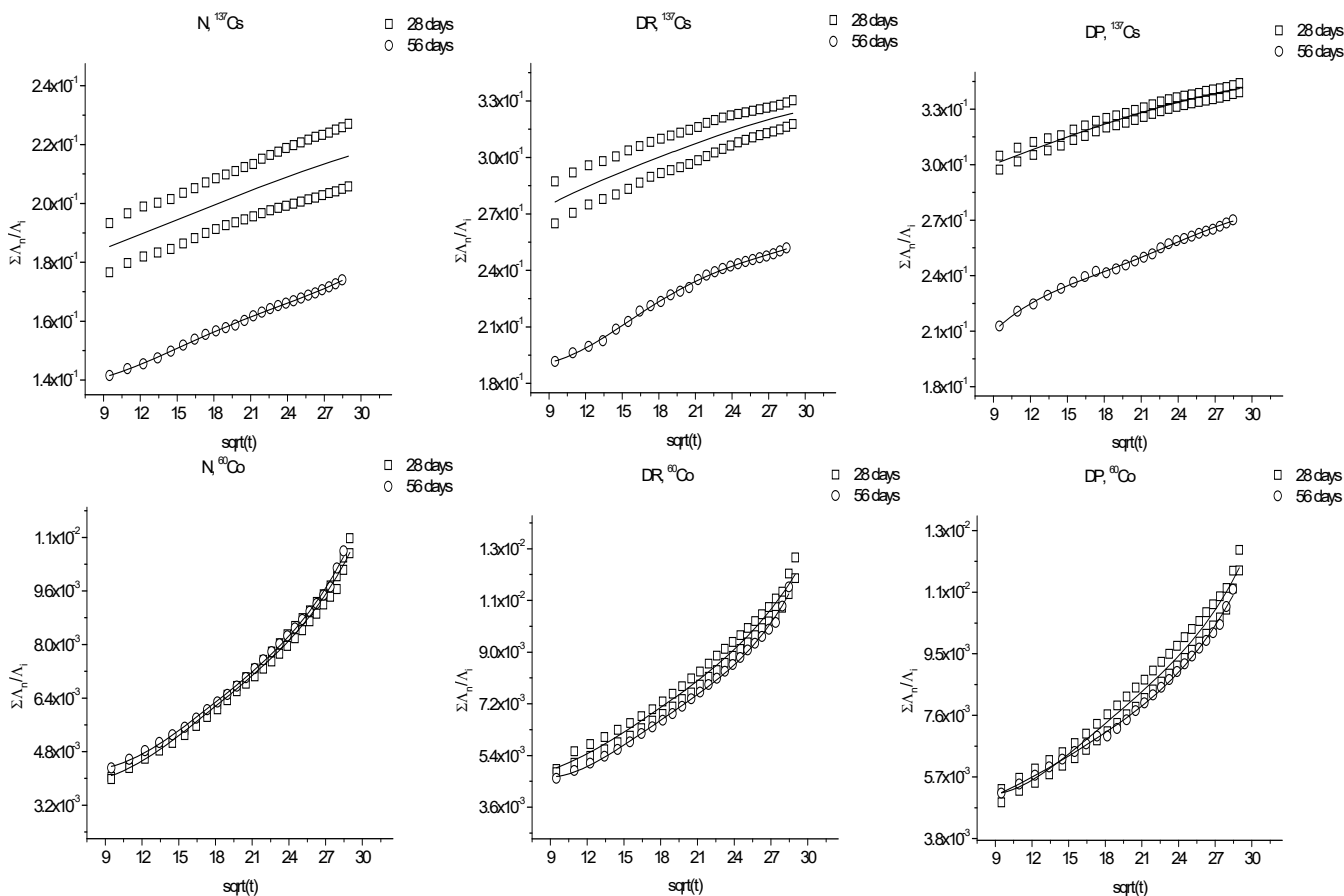 N, ¹³⁷Cs
28 days
56 days
2.4x10⁻¹
2.2x10⁻¹
2.0x10⁻¹
1.8x10⁻¹
1.6x10⁻¹
1.4x10⁻¹
ΣΛₙ/Λᵢ
9 12 15 18 21 24 27 30
sqrt(t)
DR, ¹³⁷Cs
28 days
56 days
3.3x10⁻¹
3.0x10⁻¹
2.7x10⁻¹
2.4x10⁻¹
2.1x10⁻¹
1.8x10⁻¹
ΣΛₙ/Λᵢ
9 12 15 18 21 24 27 30
sqrt(t)
DP, ¹³⁷Cs
28 days
56 days
3.3x10⁻¹
3.0x10⁻¹
2.7x10⁻¹
2.4x10⁻¹
2.1x10⁻¹
1.8x10⁻¹
ΣΛₙ/Λᵢ
9 12 15 18 21 24 27 30
sqrt(t)
N, ⁶⁰Co
28 days
56 days
1.1x10⁻²
9.6x10⁻³
8.0x10⁻³
6.4x10⁻³
4.8x10⁻³
3.2x10⁻³
ΣΛₙ/Λᵢ
9 12 15 18 21 24 27 30
sqrt(t)
DR, ⁶⁰Co
28 days
56 days
1.3x10⁻²
1.1x10⁻²
9.0x10⁻³
7.2x10⁻³
5.4x10⁻³
3.6x10⁻³
ΣΛₙ/Λᵢ
9 12 15 18 21 24 27 30
sqrt(t)
DP, ⁶⁰Co
28 days
56 days
1.3x10⁻²
1.1x10⁻²
9.5x10⁻³
7.6x10⁻³
5.7x10⁻³
3.8x10⁻³
ΣΛₙ/Λᵢ
9 12 15 18 21 24 27 30
sqrt(t)